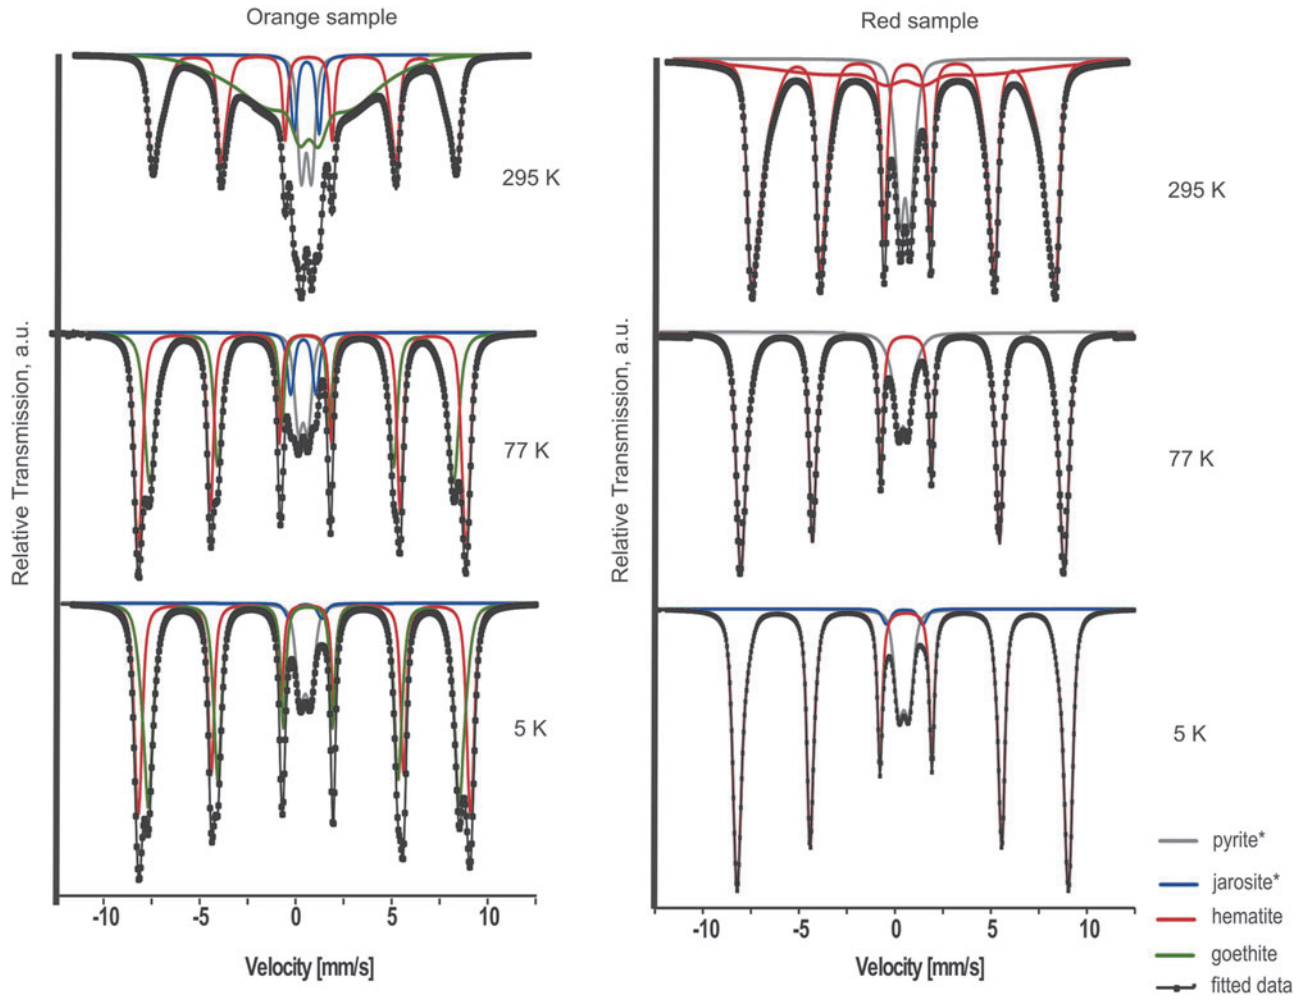 Orange sample
Red sample
295 K
295 K
77 K
77 K
5 K
5 K
Relative Transmission, a.u.
Relative Transmission, a.u.
-10 -5 0 5 10
-10 -5 0 5 10
Velocity [mm/s]
Velocity [mm/s]
pyrite*
jarosite*
hematite
goethite
fitted data